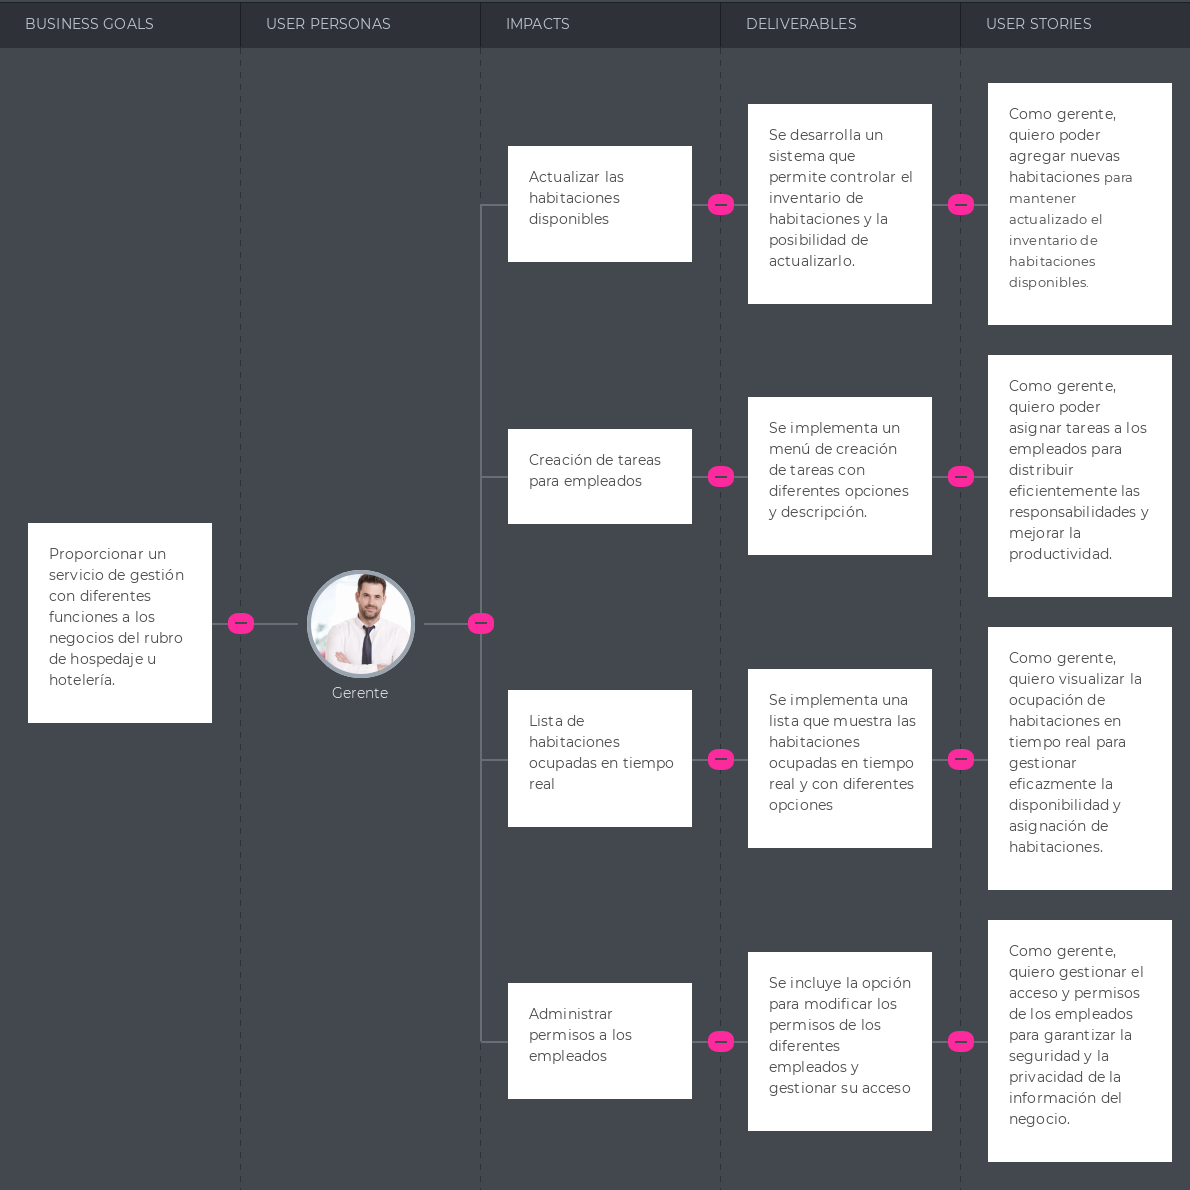 BUSINESS GOALS
USER PERSONAS
IMPACTS
DELIVERABLES
USER STORIES
Proporcionar un
servicio de gestión
con diferentes
funciones a los
negocios del rubro
de hospedaje u
hotelería.
Gerente
Actualizar las
habitaciones
disponibles
Se desarrolla un
sistema que
permite controlar el
inventario de
habitaciones y la
posibilidad de
actualizarlo.
Como gerente,
quiero poder
agregar nuevas
habitaciones para
mantener
actualizado el
inventario de
habitaciones
disponibles.
Creación de tareas
para empleados
Se implementa un
menú de creación
de tareas con
diferentes opciones
y descripción.
Como gerente,
quiero poder
asignar tareas a los
empleados para
distribuir
eficientemente las
responsabilidades y
mejorar la
productividad.
Lista de
habitaciones
ocupadas en tiempo
real
Se implementa una
lista que muestra las
habitaciones
ocupadas en tiempo
real y con diferentes
opciones
Como gerente,
quiero visualizar la
ocupación de
habitaciones en
tiempo real para
gestionar
eficazmente la
disponibilidad y
asignación de
habitaciones.
Administrar
permisos a los
empleados
Se incluye la opción
para modificar los
permisos de los
diferentes
empleados y
gestionar su acceso
Como gerente,
quiero gestionar el
acceso y permisos
de los empleados
para garantizar la
seguridad y la
privacidad de la
información del
negocio.